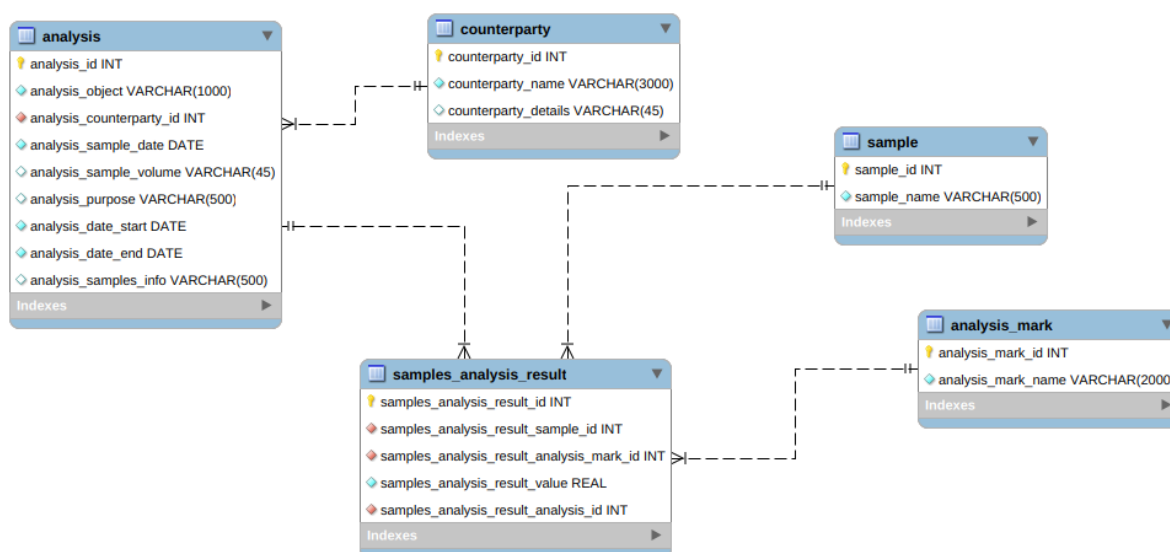 analysis
analysis_id INT
analysis_object VARCHAR(1000)
analysis_counterparty_id INT
analysis_sample_date DATE
analysis_sample_volume VARCHAR(45)
analysis_purpose VARCHAR(500)
analysis_date_start DATE
analysis_date_end DATE
analysis_samples_info VARCHAR(500)
Indexes
counterparty
counterparty_id INT
counterparty_name VARCHAR(3000)
counterparty_details VARCHAR(45)
Indexes
sample
sample_id INT
sample_name VARCHAR(500)
Indexes
analysis_mark
analysis_mark_id INT
analysis_mark_name VARCHAR(2000
Indexes
samples_analysis_result
samples_analysis_result_id INT
samples_analysis_result_sample_id INT
samples_analysis_result_analysis_mark_id INT
samples_analysis_result_value REAL
samples_analysis_result_analysis_id INT
Indexes